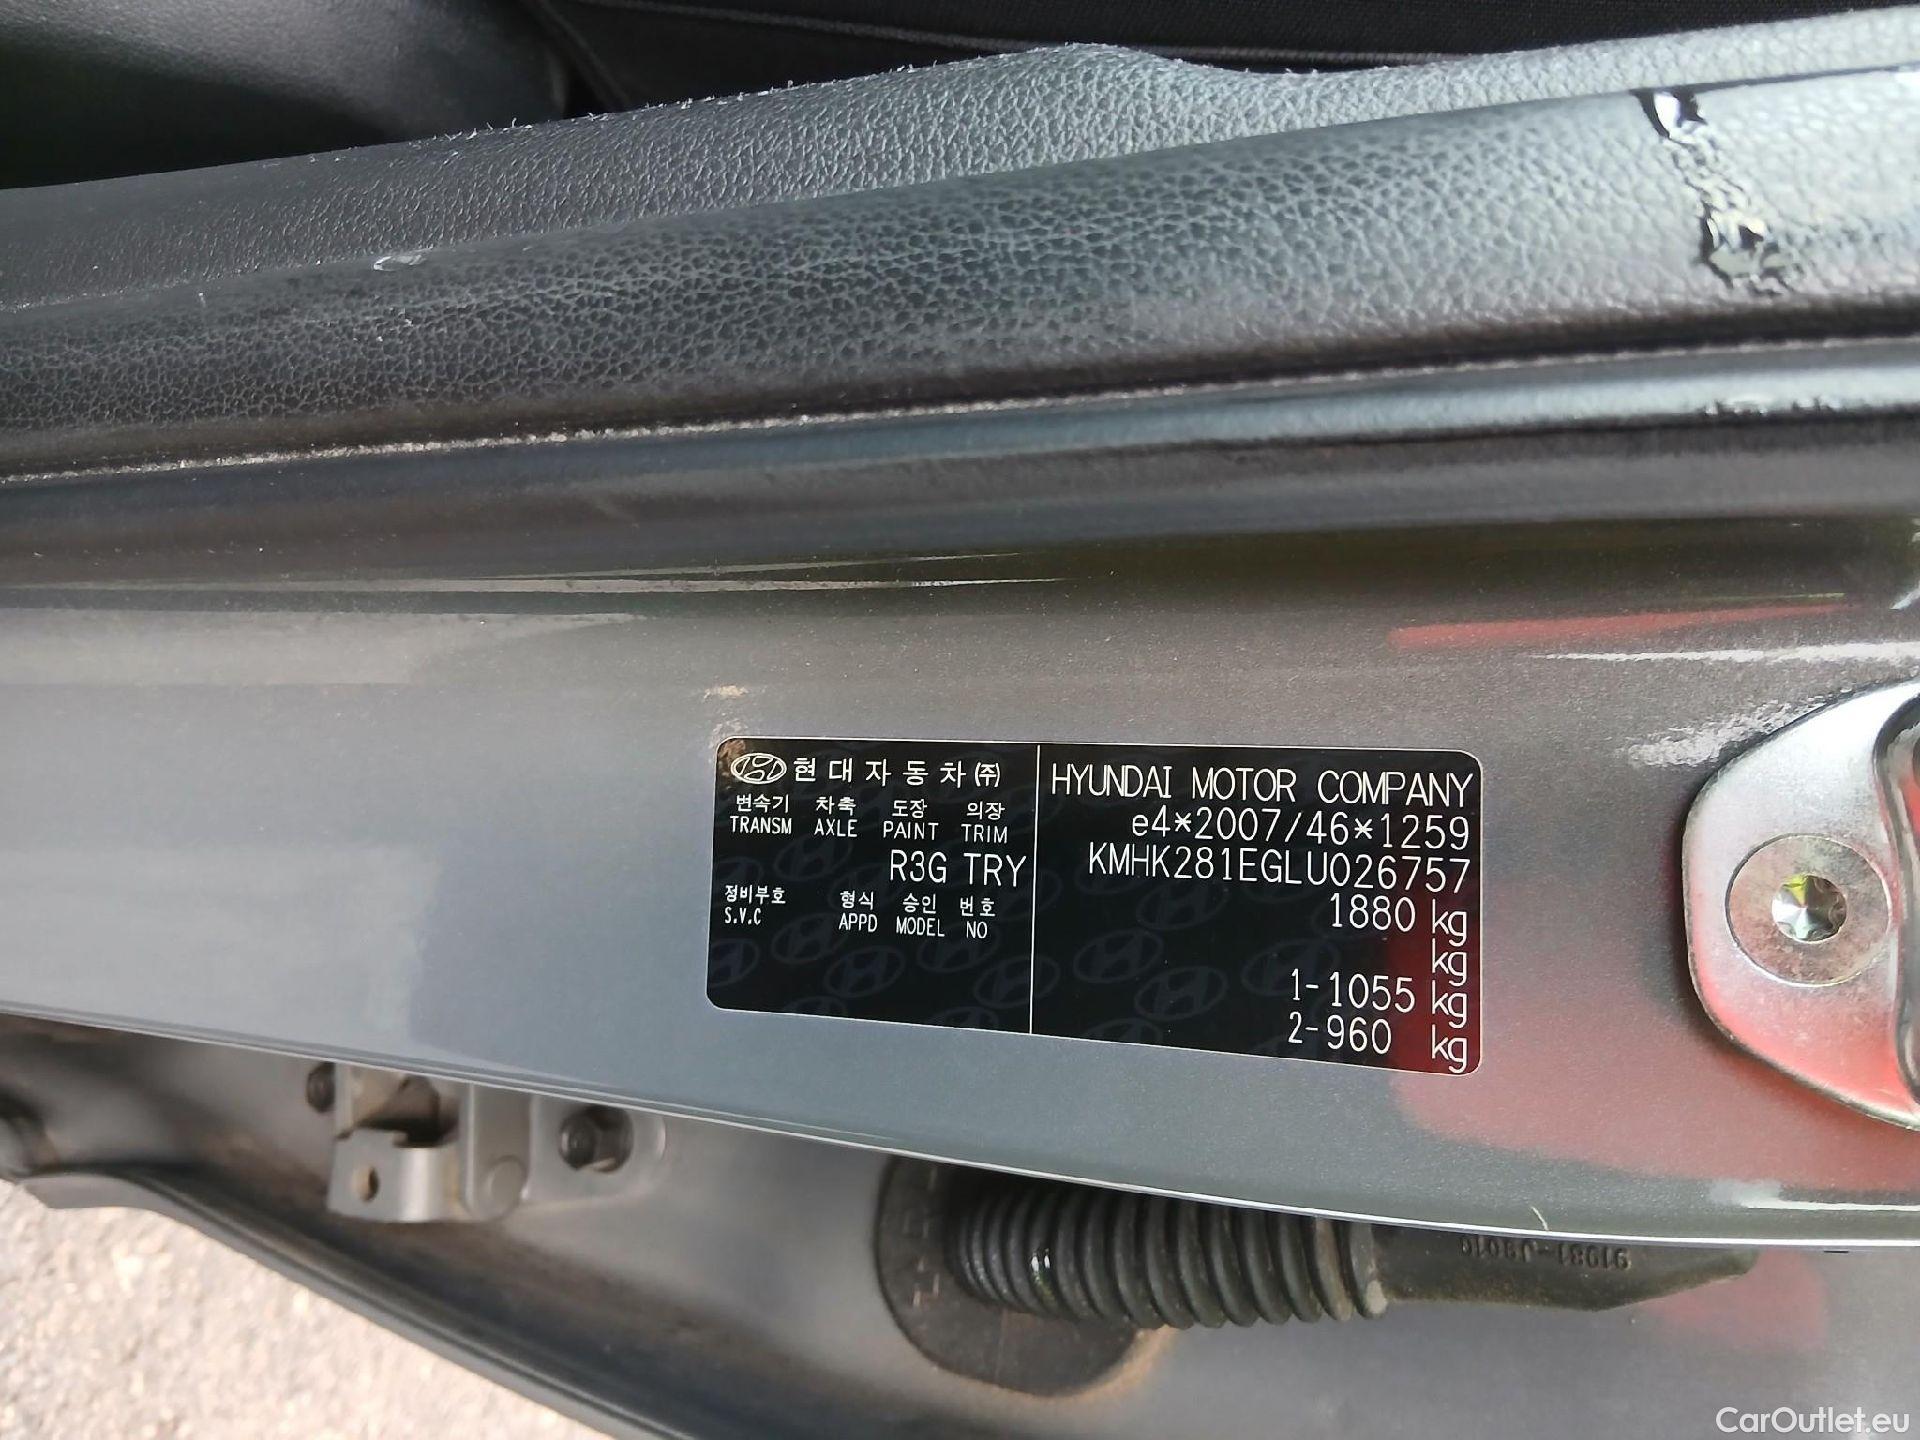 현대자동차(주)
변속기 차축 도장 의장
TRANSM AXLE PAINT TRIM
R3G TRY
정비부호 형식 승인 번호
S.V.C APPD MODEL NO
HYUNDAI MOTOR COMPANY
e4*2007/46*1259
KMHK281EGLU026757
1880 kg
kg
1-1055 kg
2-960 kg
91981-J9010
CarOutlet.eu